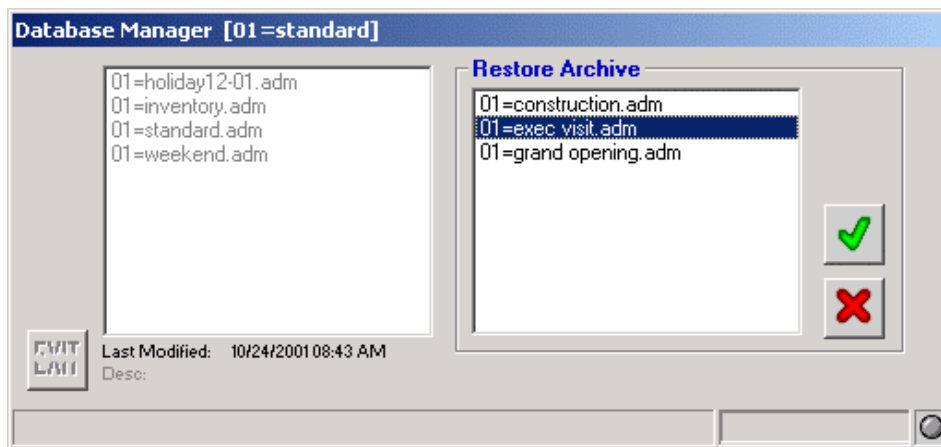 Database Manager [01=standard]
01=holiday12-01.adm
01=inventory.adm
01=standard.adm
01=weekend.adm
Restore Archive
01=construction.adm
01=exec visit.adm
01=grand opening.adm
EXIT
Last Modified: 10/24/2001 08:43 AM
Desc: